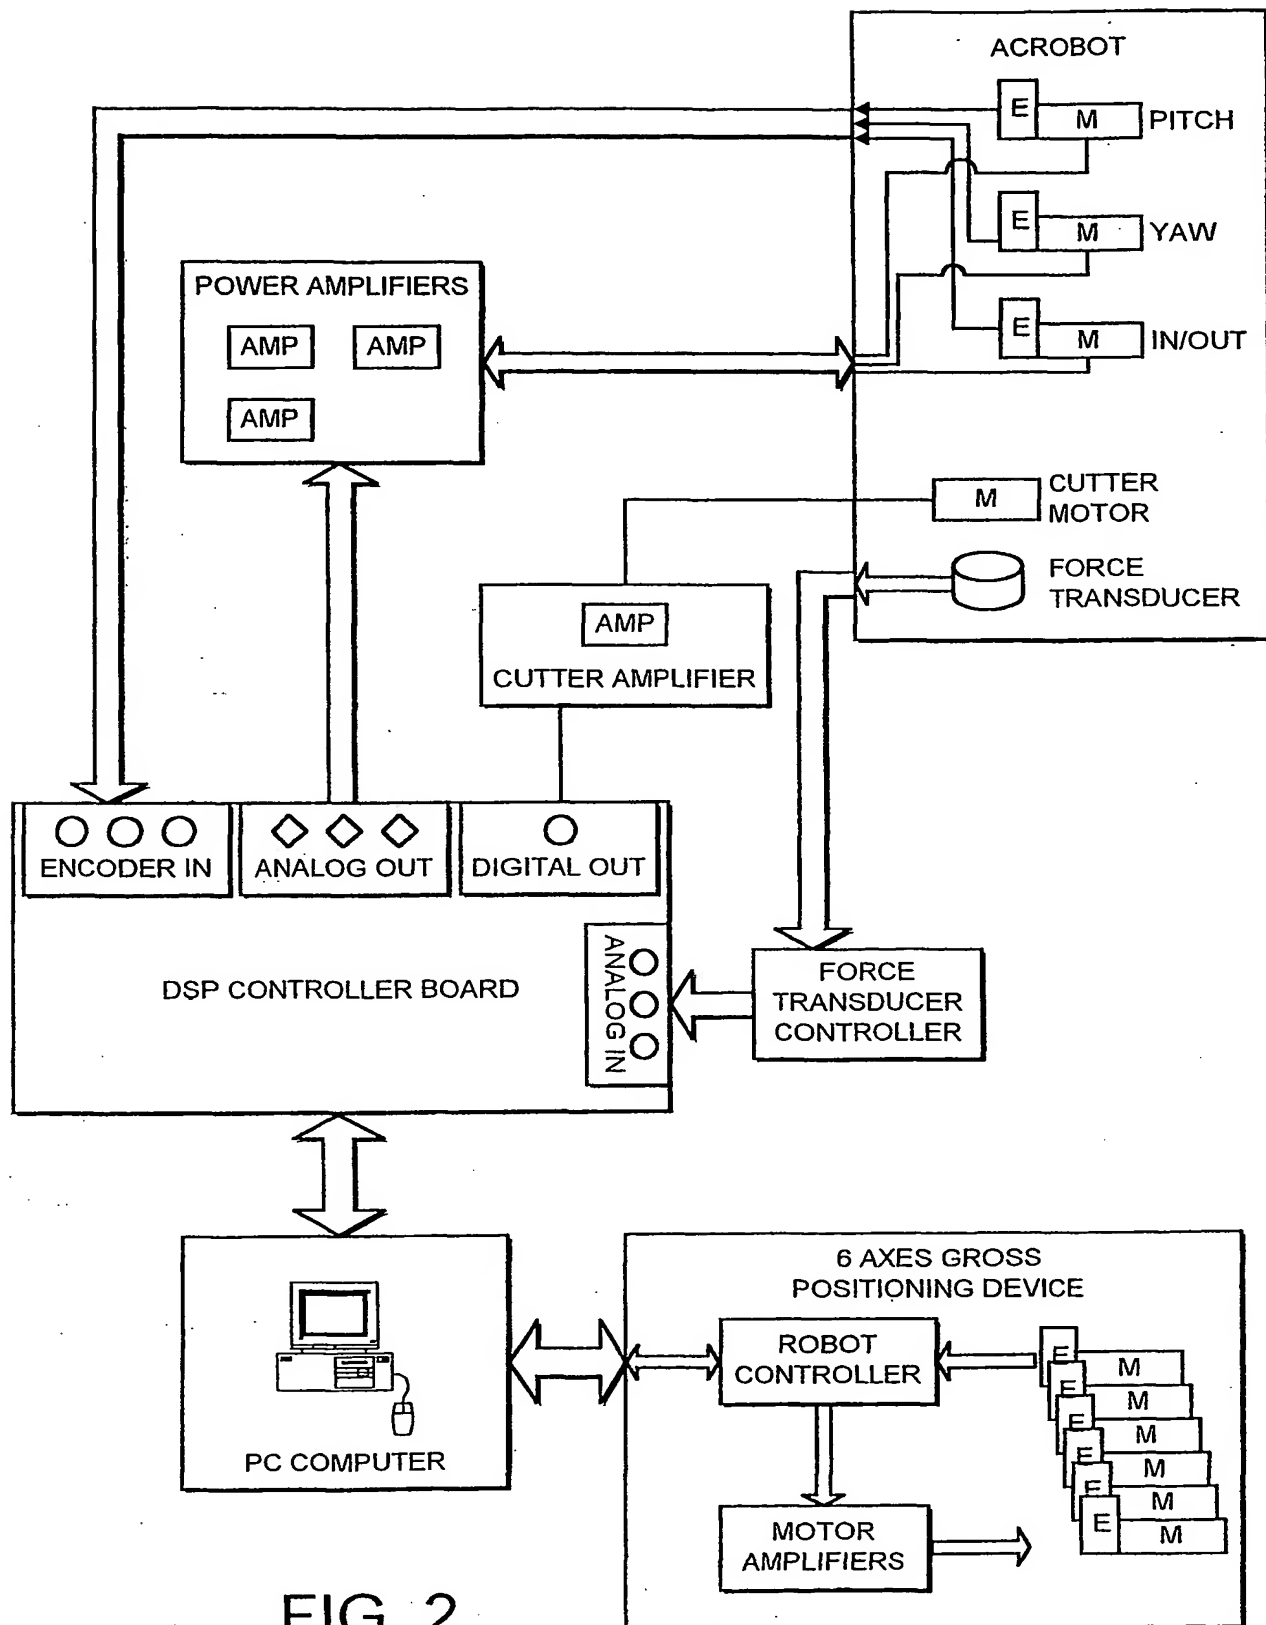 ACROBOT
E
M PITCH
E
M YAW
E
M IN/OUT
POWER AMPLIFIERS
AMP AMP
AMP
M CUTTER
MOTOR
FORCE
TRANSDUCER
AMP
CUTTER AMPLIFIER
ENCODER IN ANALOG OUT DIGITAL OUT
ANALOG IN
DSP CONTROLLER BOARD
FORCE
TRANSDUCER
CONTROLLER
6 AXES GROSS
POSITIONING DEVICE
ROBOT
CONTROLLER
E M
E M
E M
E M
E M
E M
PC COMPUTER
MOTOR
AMPLIFIERS
FIG. 2